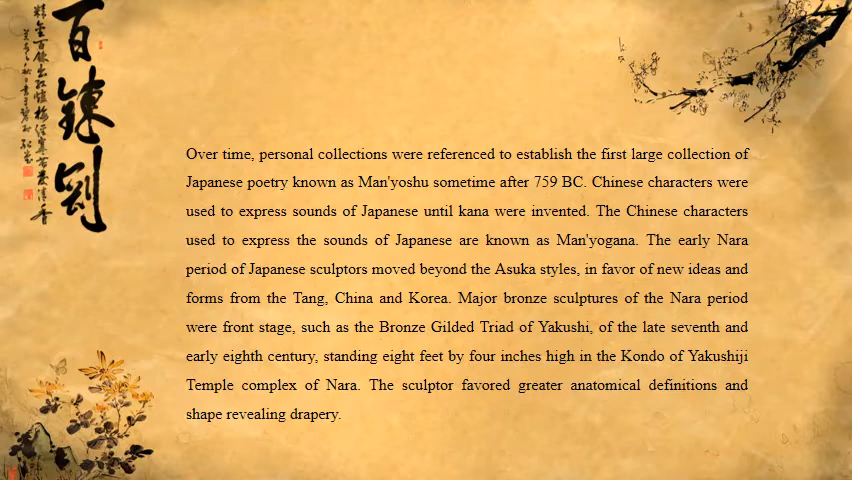 百鍊剛
Over time, personal collections were referenced to establish the first large collection of
Japanese poetry known as Man'yoshu sometime after 759 BC. Chinese characters were
used to express sounds of Japanese until kana were invented. The Chinese characters
used to express the sounds of Japanese are known as Man'yogana. The early Nara
period of Japanese sculptors moved beyond the Asuka styles, in favor of new ideas and
forms from the Tang, China and Korea. Major bronze sculptures of the Nara period
were front stage, such as the Bronze Gilded Triad of Yakushi, of the late seventh and
early eighth century, standing eight feet by four inches high in the Kondo of Yakushiji
Temple complex of Nara. The sculptor favored greater anatomical definitions and
shape revealing drapery.